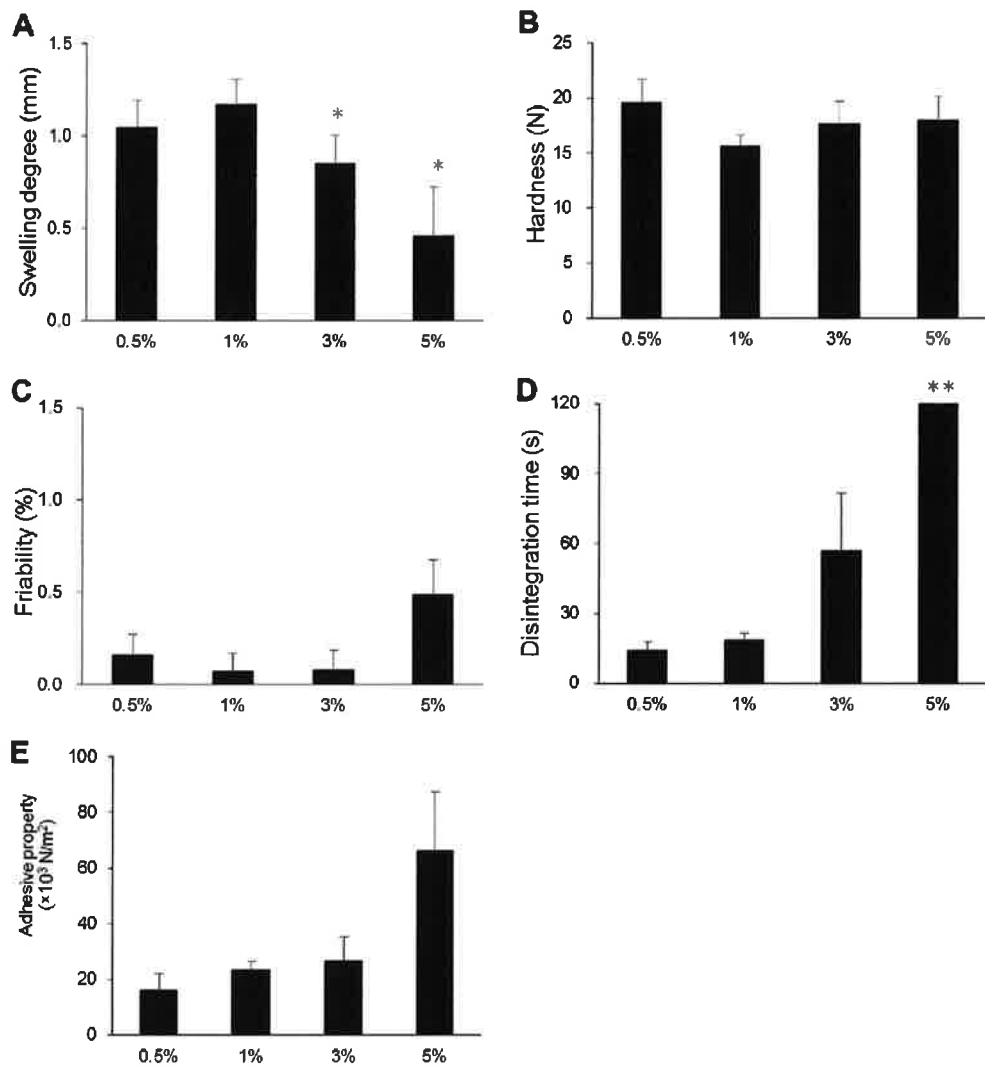 A
Swelling degree (mm)
1.5
1.0
0.5
0.0
*
*
0.5% 1% 3% 5%
B
Hardness (N)
25
20
15
10
5
0
0.5% 1% 3% 5%
C
Friability (%)
1.5
1.0
0.5
0.0
0.5% 1% 3% 5%
D
Disintegration time (s)
120
90
60
30
0
**
0.5% 1% 3% 5%
E
Adhesive property
(×10³ N/m²)
100
80
60
40
20
0
0.5% 1% 3% 5%